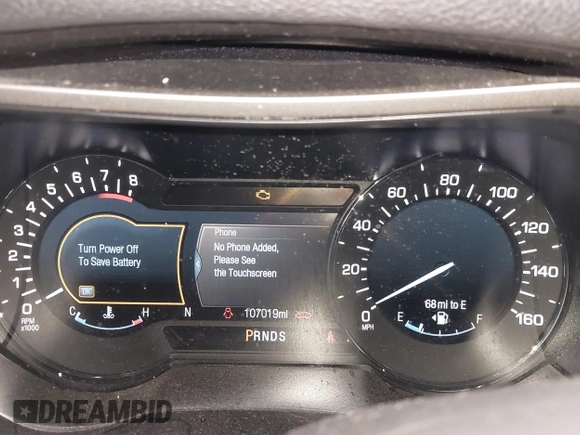 0 1 2 3 4 5 6 7 8
RPM
x1000
Turn Power Off
To Save Battery
OK
C H
N
Phone
No Phone Added,
Please See
the Touchscreen
107019mi
PRNDS
0 20 40 60 80 100 120 140 160
MPH
68 mi to E
E F
DREAMBID